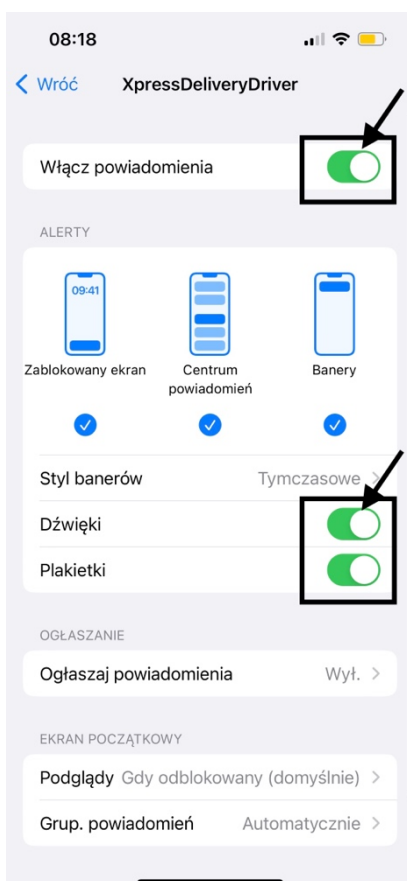 08:18
Wróć XpressDeliveryDriver
Włącz powiadomienia
ALERTY
09:41
Zablokowany ekran Centrum powiadomień Banery
Styl banerów Tymczasowe
Dźwięki
Plakietki
OGŁASZANIE
Ogłaszaj powiadomienia Wył.
EKRAN POCZĄTKOWY
Podglądy Gdy odblokowany (domyślnie)
Grup. powiadomień Automatycznie